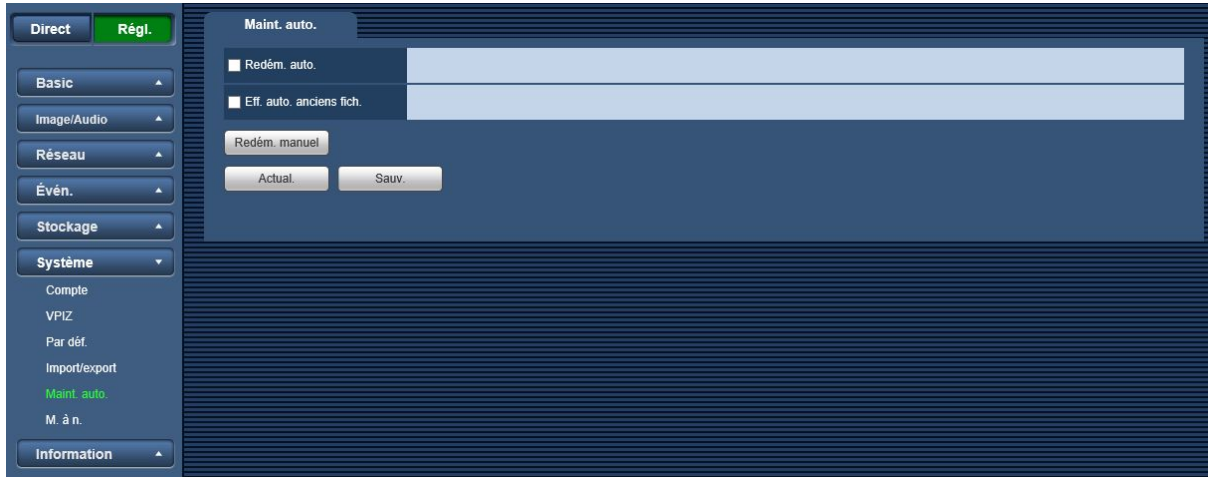 Direct Régl.
Maint. auto.
Redém. auto.
Eff. auto. anciens fich.
Redém. manuel
Actual. Sauv.
Basic
Image/Audio
Réseau
Évén.
Stockage
Système
Compte
VPIZ
Par déf.
Import/export
Maint. auto.
M. à n.
Information